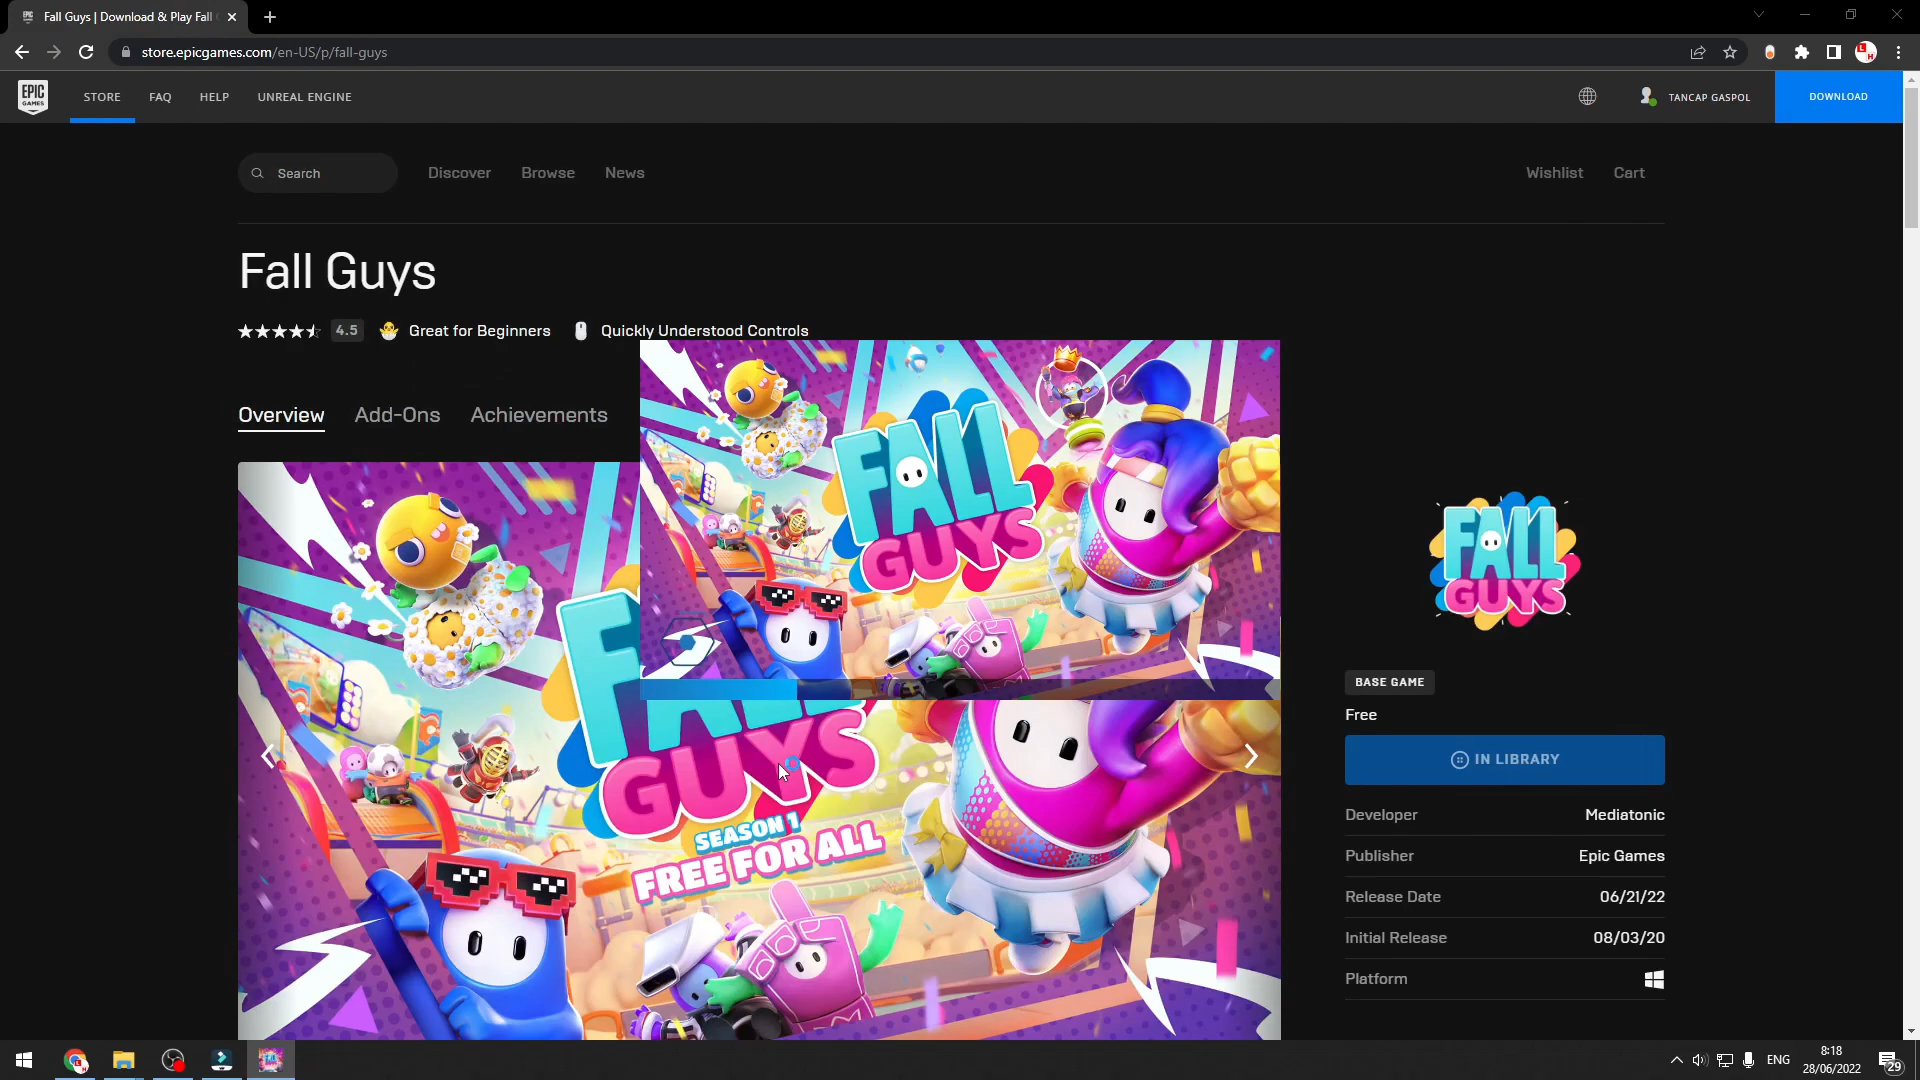 Fall Guys | Download & Play Fall
store.epicgames.com/en-US/p/fall-guys
EPIC
GAMES
STORE
FAQ
HELP
UNREAL ENGINE
TANCAP GASPOL
DOWNLOAD
Search
Discover
Browse
News
Wishlist
Cart
Fall Guys
4.5
Great for Beginners
Quickly Understood Controls
Overview
Add-Ons
Achievements
FALL
GUYS
FALL
GUYS
SEASON 1
FREE FOR ALL
FALL
GUYS
BASE GAME
Free
IN LIBRARY
Developer
Mediatonic
Publisher
Epic Games
Release Date
06/21/22
Initial Release
08/03/20
Platform
ENG
8:18
28/06/2022
29